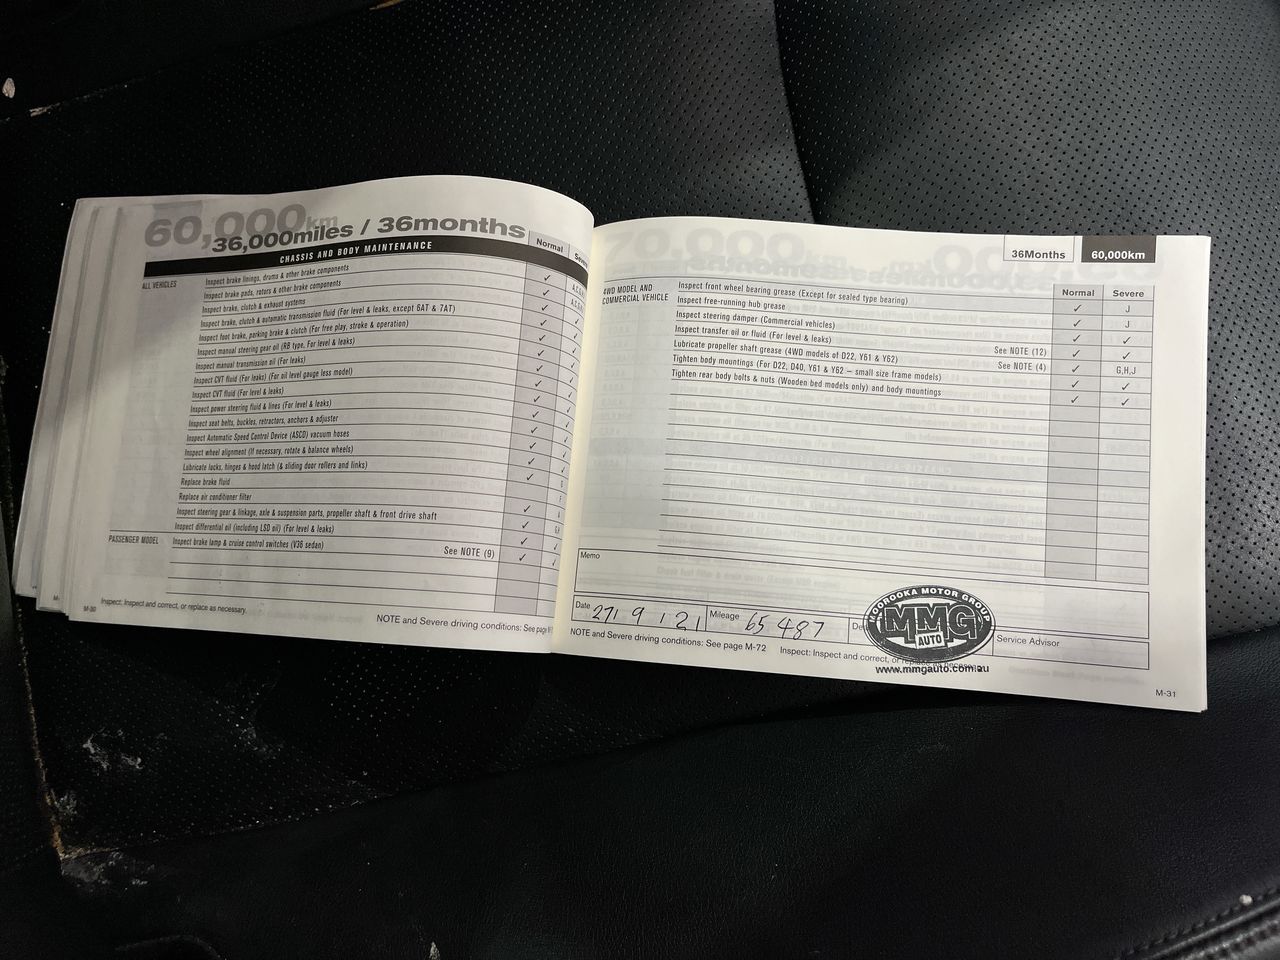 60,000km
36,000miles / 36months
Normal
CHASSIS AND BODY MAINTENANCE
ALL VEHICLES
Inspect brake linings, drums & other brake components ✓
Inspect brake pads, rotors & other brake components ✓
Inspect brake, clutch & exhaust systems ✓
Inspect brake, clutch & automatic transmission fluid (For level & leaks, except 6AT & 7AT) ✓
Inspect foot brake, parking brake & clutch (For free play, stroke & operation) ✓
Inspect manual steering gear oil (RB type, For level & leaks) ✓
Inspect manual transmission oil (For leaks) ✓
Inspect CVT fluid (For leaks) (For oil level gauge less model) ✓
Inspect CVT fluid (For level & leaks) ✓
Inspect power steering fluid & lines (For level & leaks) ✓
Inspect seat belts, buckles, retractors, anchors & adjuster ✓
Inspect Automatic Speed Control Device (ASCD) vacuum hoses ✓
Inspect wheel alignment (If necessary, rotate & balance wheels) ✓
Lubricate locks, hinges & hood latch (& sliding door rollers and links) ✓
Replace brake fluid
Replace air conditioner filter
Inspect steering gear & linkage, axle & suspension parts, propeller shaft & front drive shaft ✓
Inspect differential oil (including LSD oil) (For level & leaks) ✓
PASSENGER MODEL
Inspect brake lamp & cruise control switches (V36 sedan) See NOTE (9) ✓
M-30
Inspect: Inspect and correct, or replace as necessary.
NOTE and Severe driving conditions: See page
36Months 60,000km
Normal Severe
4WD MODEL AND
COMMERCIAL VEHICLE
Inspect front wheel bearing grease (Except for sealed type bearing) ✓ J
Inspect free-running hub grease ✓ J
Inspect steering damper (Commercial vehicles) ✓ ✓
Inspect transfer oil or fluid (For level & leaks) See NOTE (12) ✓ ✓
Lubricate propeller shaft grease (4WD models of D22, Y61 & Y62) See NOTE (4) ✓ G,H,J
Tighten body mountings (For D22, D40, Y61 & Y62 – small size frame models) ✓ ✓
Tighten rear body bolts & nuts (Wooden bed models only) and body mountings ✓ ✓
Memo
Date 27/ 9 / 21 Mileage 65487
Service Advisor
MOOROOKA MOTOR GROUP
MMG
AUTO
www.mmgauto.com.au
NOTE and Severe driving conditions: See page M-72 Inspect: Inspect and correct, or replace as necessary.
M-31